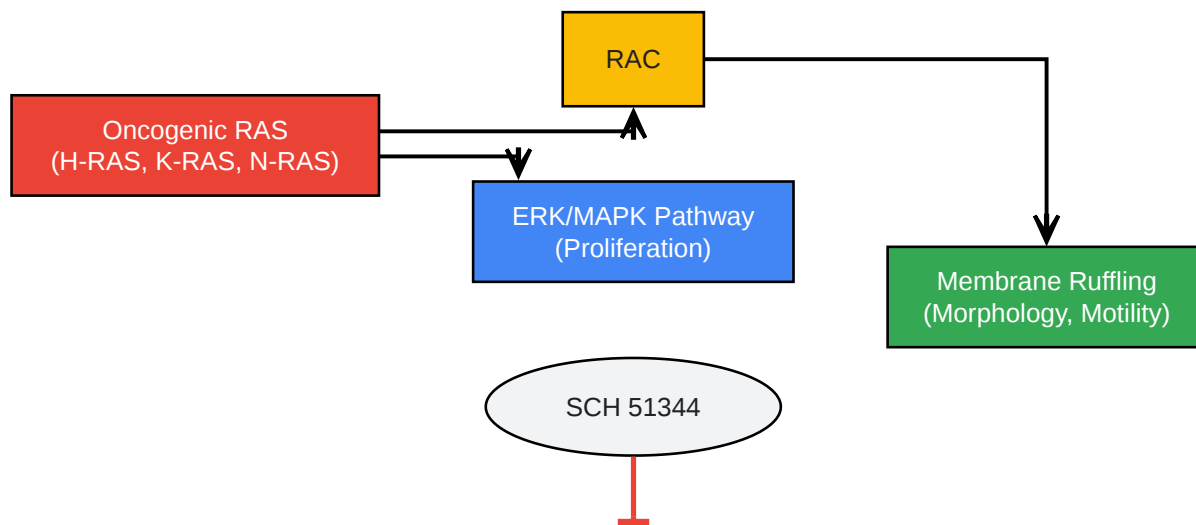 RAC
Oncogenic RAS
(H-RAS, K-RAS, N-RAS)
ERK/MAPK Pathway
(Proliferation)
Membrane Ruffling
(Morphology, Motility)
SCH 51344